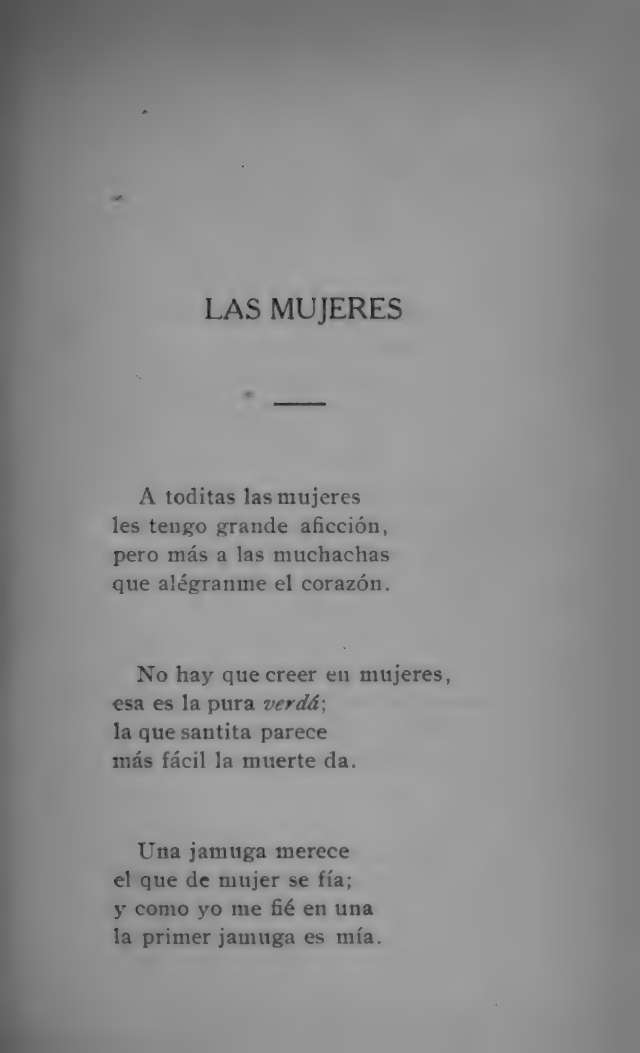 LAS MUJERES
A toditas las mujeres
les tengo grande aficción,
pero más a las muchachas
que alégranme el corazón.
No hay que creer en mujeres,
esa es la pura verdá;
la que santita parece
más fácil la muerte da.
Una jamuga merece
el que de mujer se fía;
y como yo me fié en una
la primer jamuga es mía.